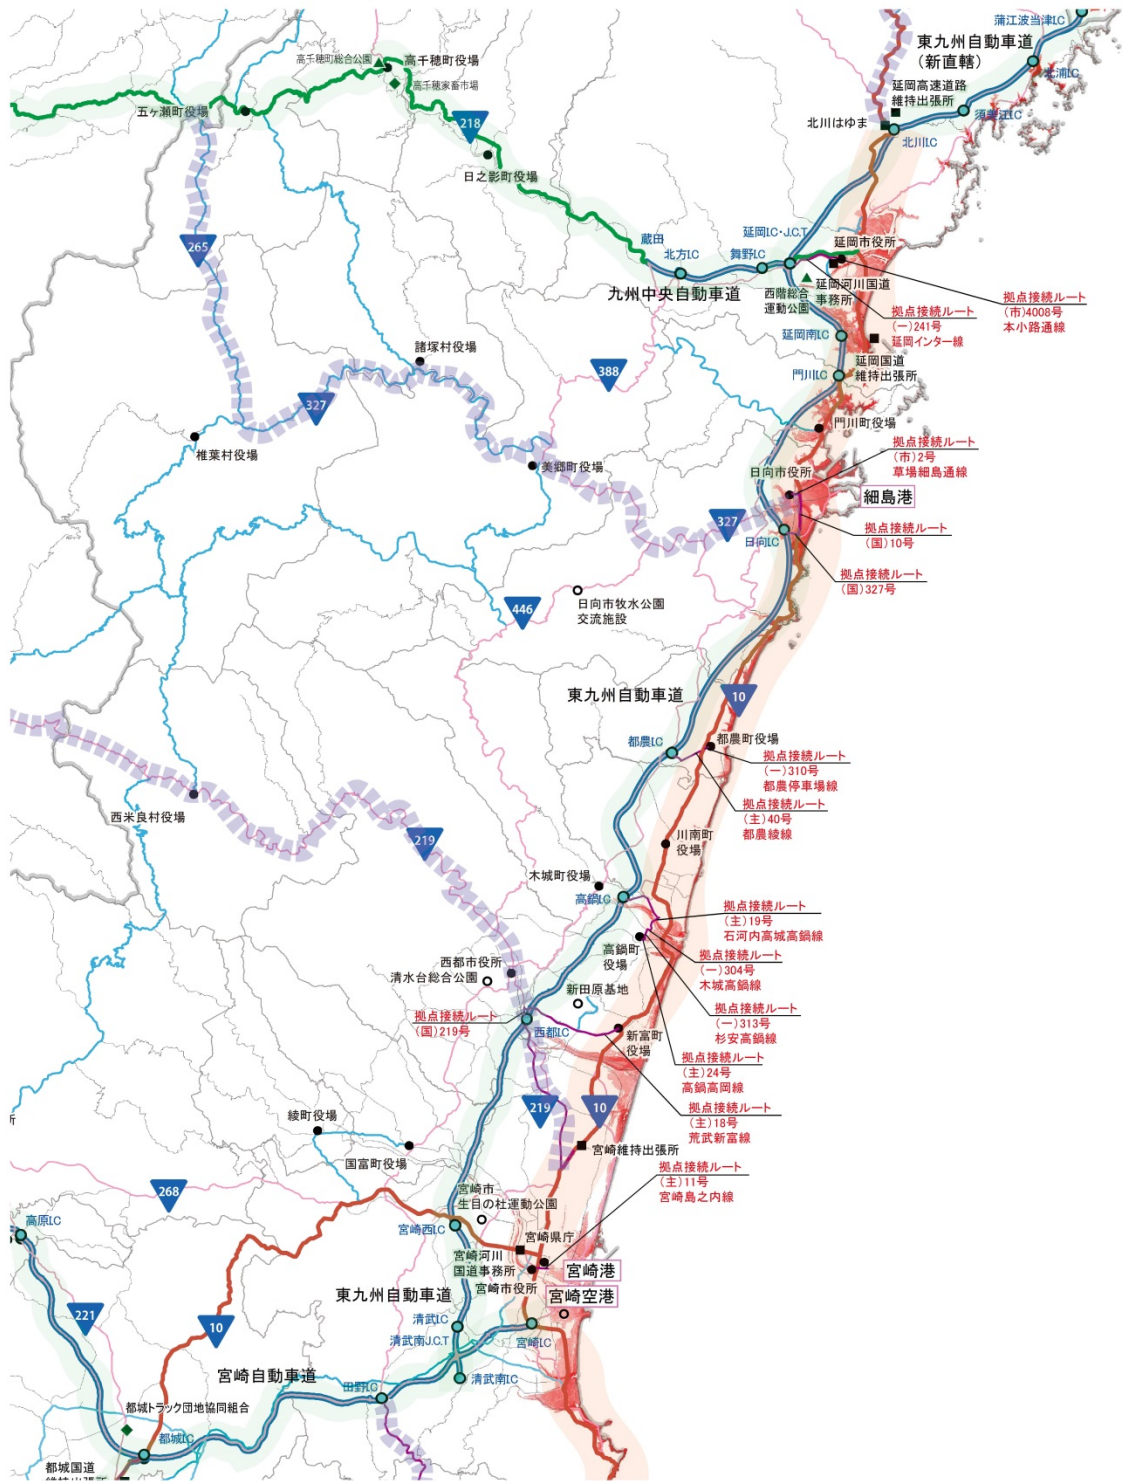 蒲江波当津I.C
東九州自動車道
(新直轄)
高千穂町総合公園
高千穂町役場
北浦I.C
高千穂家畜市場
延岡高速道路
維持出張所
五ヶ瀬町役場
須美江I.C
北川はゆま
218
北川I.C
日之影町役場
蔵田
延岡I.C・J.C.T
延岡市役所
265
北方I.C
舞野I.C
九州中央自動車道
西階総合
運動公園
延岡河川国道
事務所
拠点接続ルート
(市)4008号
本小路通線
拠点接続ルート
(一)241号
延岡インター線
延岡南I.C
諸塚村役場
延岡国道
維持出張所
388
門川I.C
327
門川町役場
椎葉村役場
拠点接続ルート
(市)2号
草場細島通線
美郷町役場
日向市役所
細島港
327
拠点接続ルート
(国)10号
日向I.C
拠点接続ルート
(国)327号
446
日向市牧水公園
交流施設
東九州自動車道
10
都農I.C
都農町役場
拠点接続ルート
(一)310号
都農停車場線
西米良村役場
拠点接続ルート
(主)40号
都農綾線
219
川南町
役場
木城町役場
高鍋I.C
拠点接続ルート
(主)19号
石河内高城高鍋線
高鍋町
役場
拠点接続ルート
(一)304号
木城高鍋線
西都市役所
清水台総合公園
新田原基地
拠点接続ルート
(国)219号
西都I.C
拠点接続ルート
(一)313号
杉安高鍋線
新富町
役場
拠点接続ルート
(主)24号
高鍋高岡線
219
10
拠点接続ルート
(主)18号
荒武新富線
所
綾町役場
国富町役場
宮崎維持出張所
拠点接続ルート
(主)11号
宮崎島之内線
268
宮崎市
生目の杜運動公園
高原I.C
宮崎西I.C
宮崎県庁
宮崎河川
国道事務所
宮崎港
宮崎市役所
東九州自動車道
宮崎空港
221
10
清武I.C
清武南J.C.T
宮崎I.C
宮崎自動車道
田野I.C
清武南I.C
都城トラック団地協同組合
都城I.C
都城国道
維持出張所